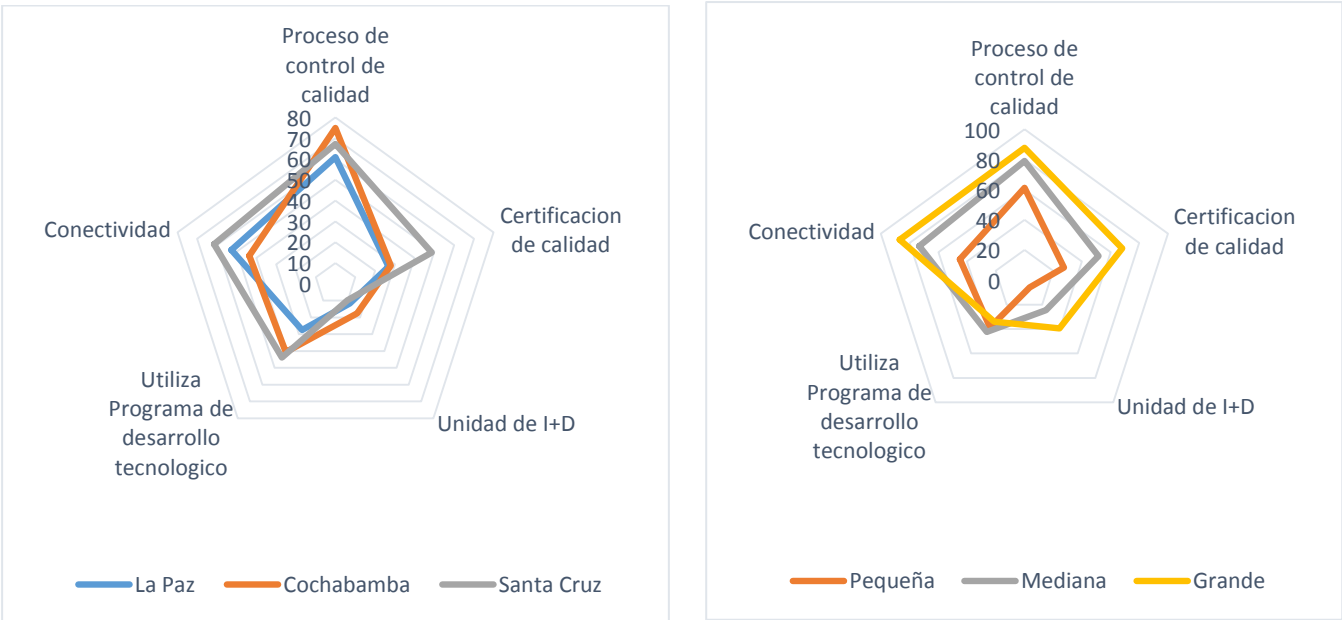 Proceso de
control de
calidad
80
70
60
50
40
30
20
10
0
Conectividad
Certificacion
de calidad
Utiliza
Programa de
desarrollo
tecnologico
Unidad de I+D
La Paz
Cochabamba
Santa Cruz
Proceso de
control de
calidad
100
80
60
40
20
0
Conectividad
Certificacion
de calidad
Utiliza
Programa de
desarrollo
tecnologico
Unidad de I+D
Pequeña
Mediana
Grande